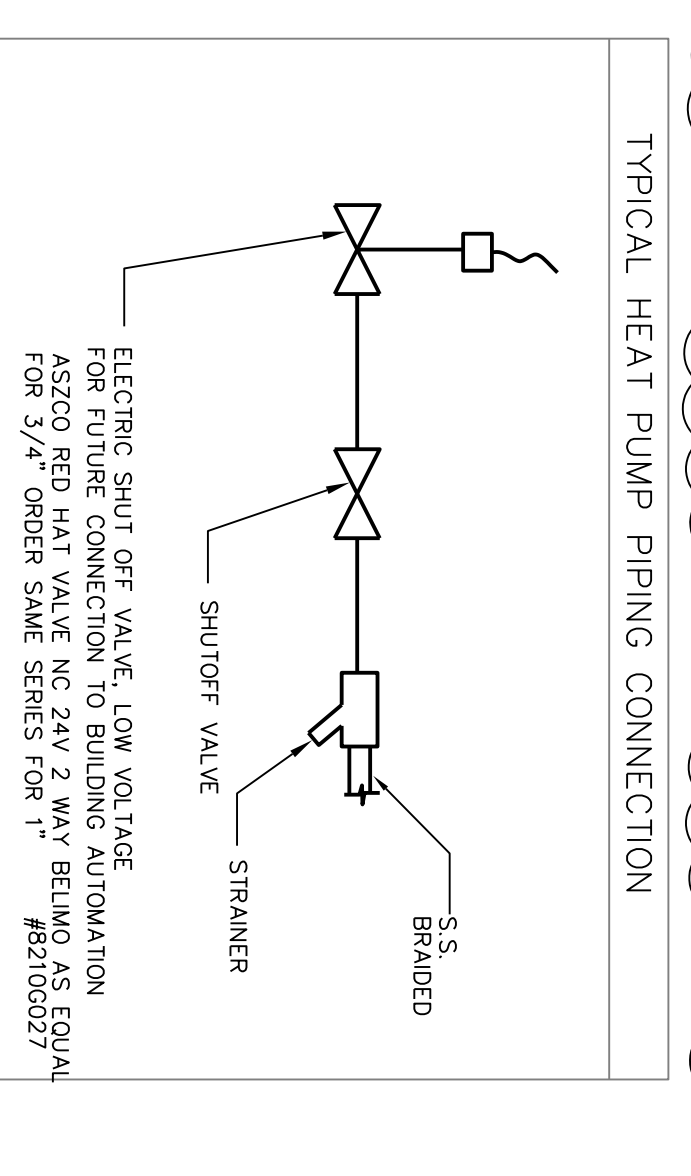 TYPICAL HEAT PUMP PIPING CONNECTION
S.S.
BRAIDED
STRAINER
SHUTOFF VALVE
ELECTRIC SHUT OFF VALVE, LOW VOLTAGE
FOR FUTURE CONNECTION TO BUILDING AUTOMATION
ASZCO RED HAT VALVE NC 24V 2 WAY BELIMO AS EQUAL
FOR 3/4" ORDER SAME SERIES FOR 1" #8210G027